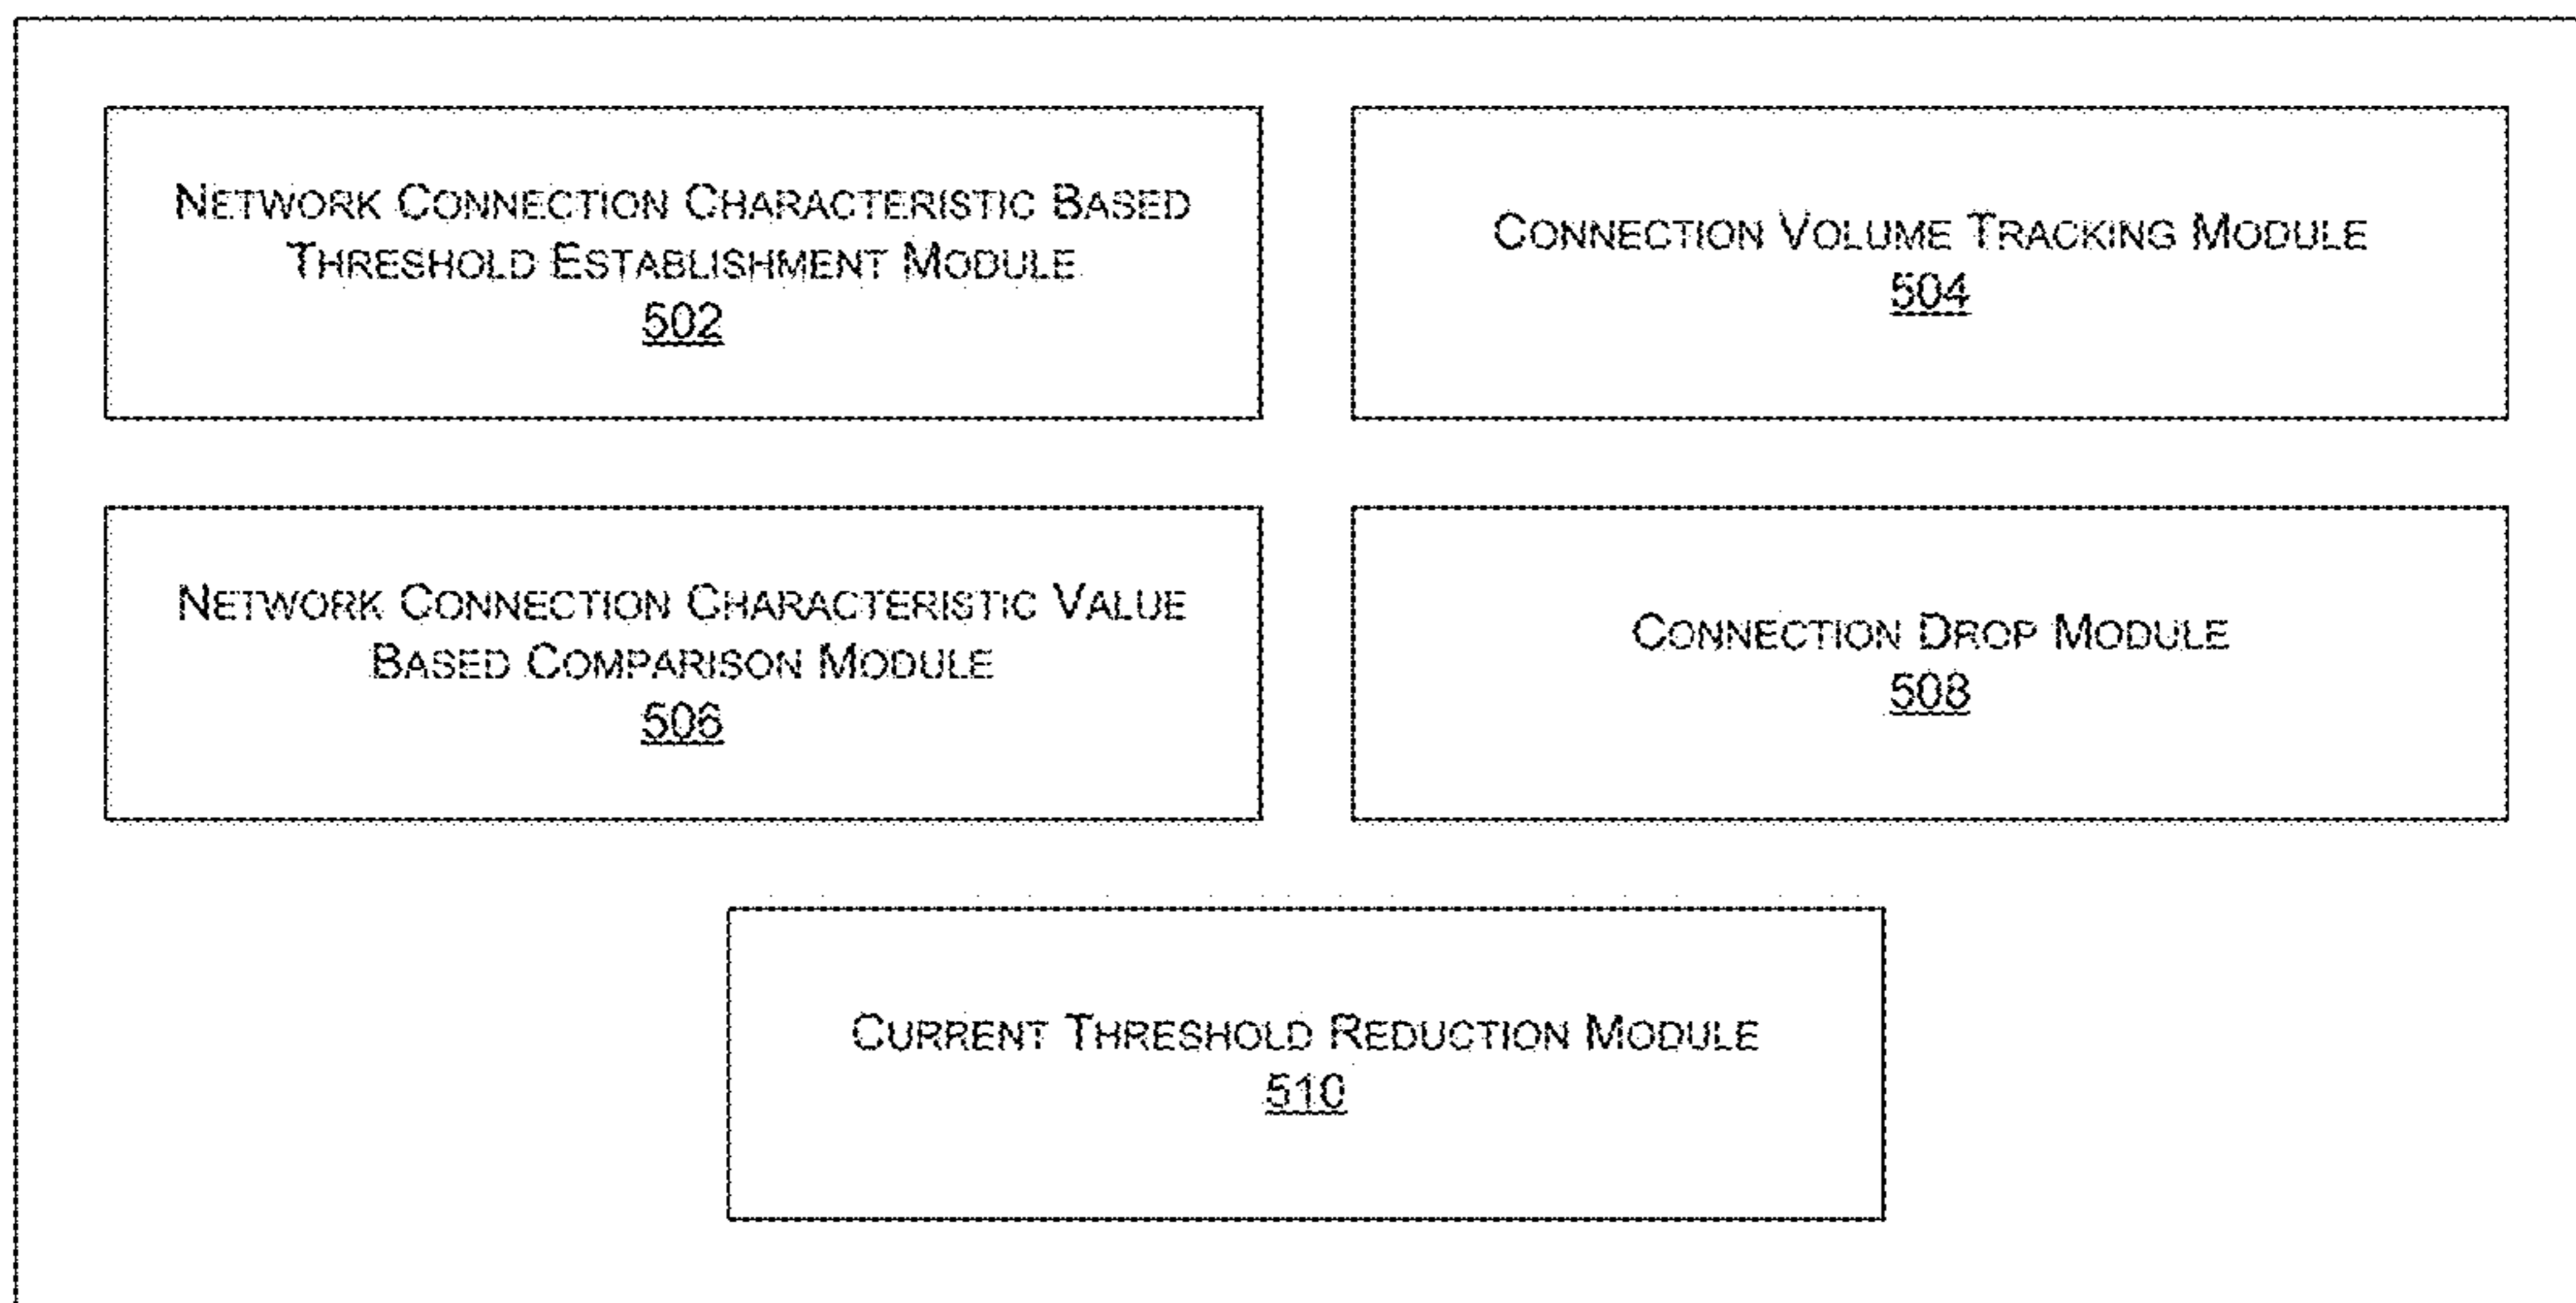 NETWORK CONNECTION CHARACTERISTIC BASED
THRESHOLD ESTABLISHMENT MODULE
502
CONNECTION VOLUME TRACKING MODULE
504
NETWORK CONNECTION CHARACTERISTIC VALUE
BASED COMPARISON MODULE
506
CONNECTION DROP MODULE
508
CURRENT THRESHOLD REDUCTION MODULE
510